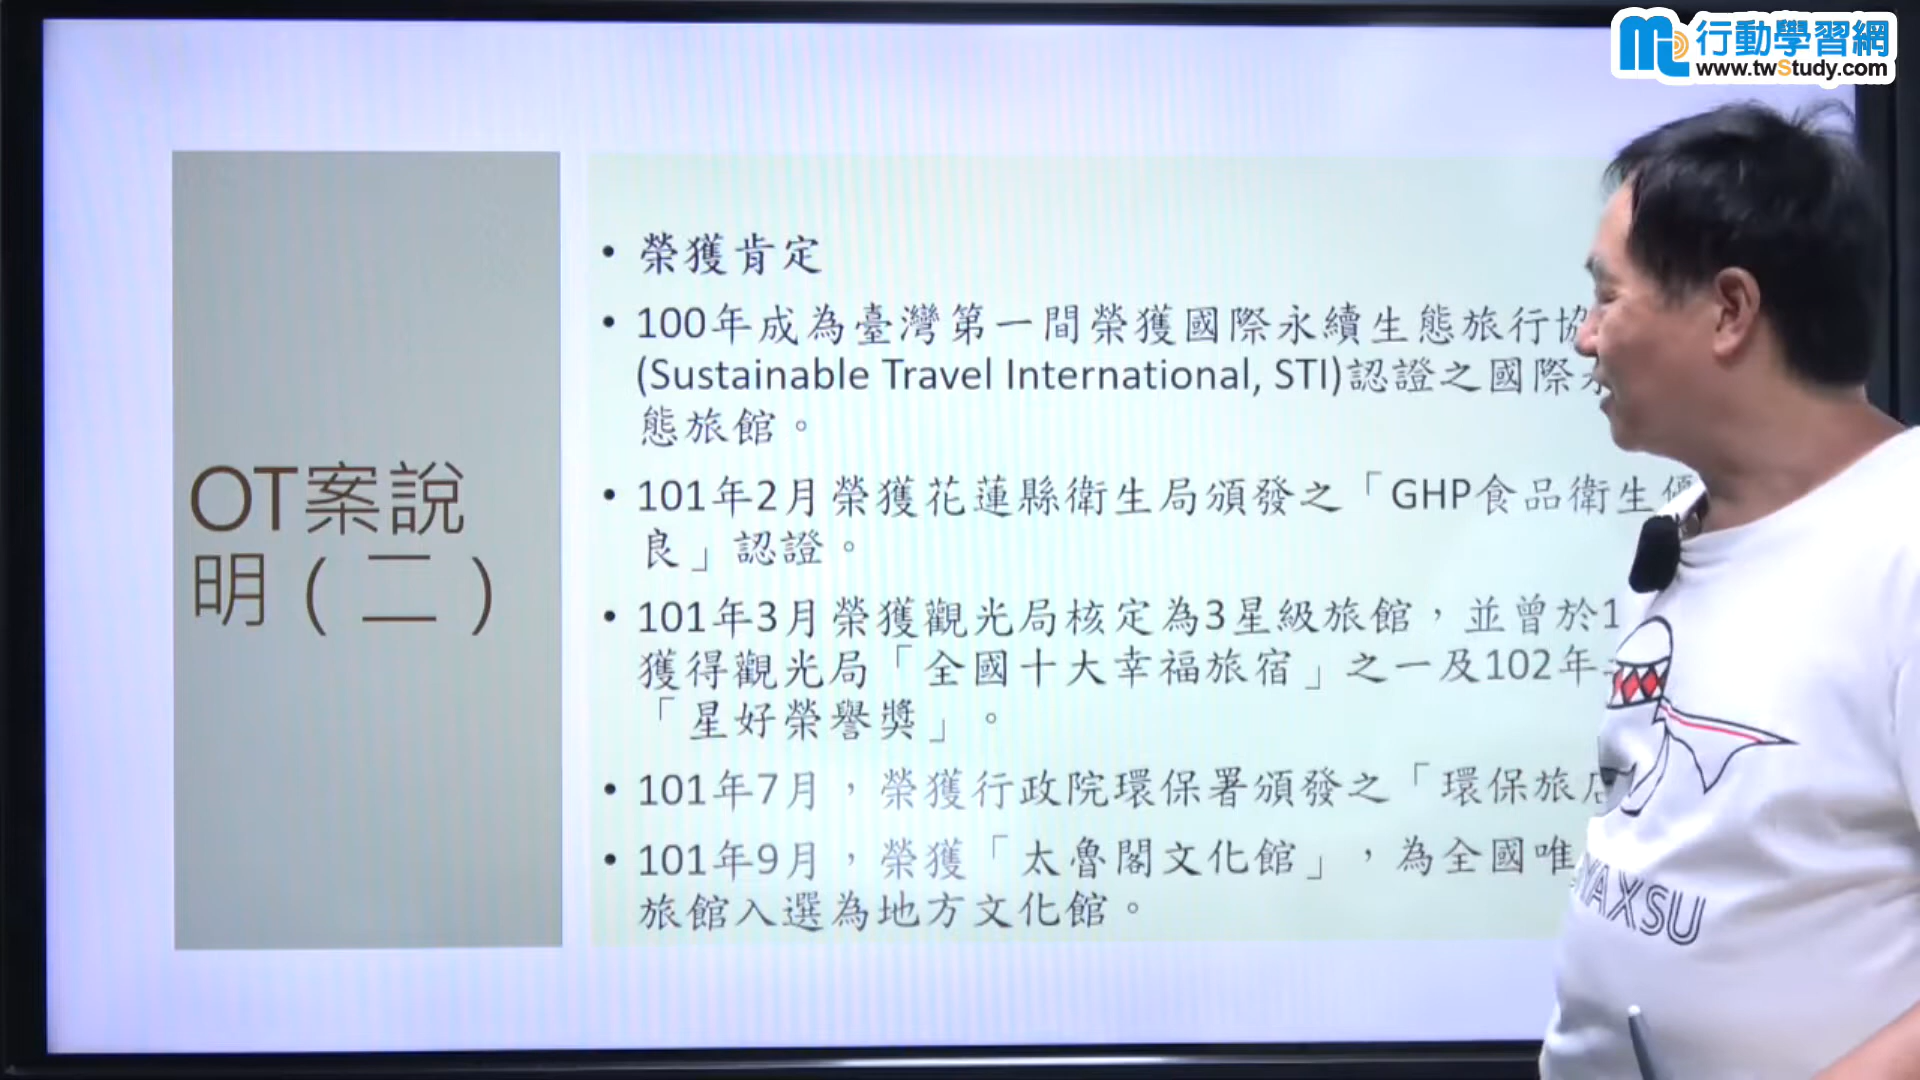 行動學習網
www.twStudy.com
OT案說
明（二）
• 榮獲肯定
• 100年成為臺灣第一間榮獲國際永續生態旅行協
(Sustainable Travel International, STI)認證之國際永
態旅館。
• 101年2月榮獲花蓮縣衛生局頒發之「GHP食品衛生優
良」認證。
• 101年3月榮獲觀光局核定為3星級旅館，並曾於1
獲得觀光局「全國十大幸福旅宿」之一及102年
「星好榮譽獎」。
• 101年7月，榮獲行政院環保署頒發之「環保旅店
• 101年9月，榮獲「太魯閣文化館」，為全國唯
旅館入選為地方文化館。
YAXSU